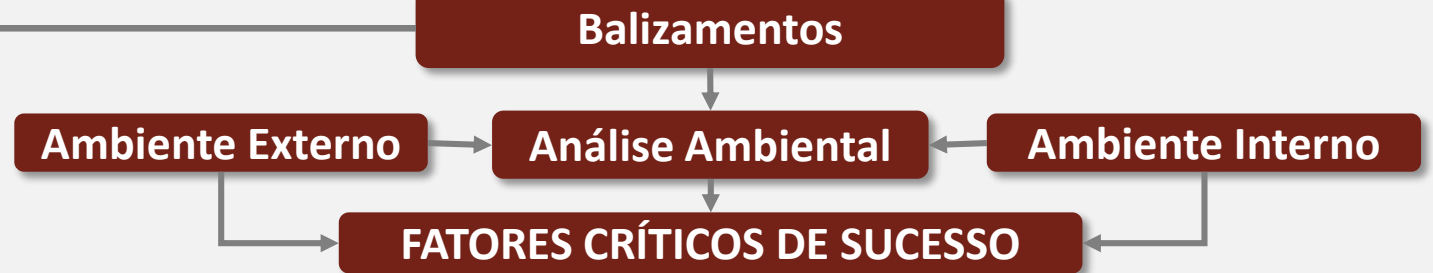 Balizamentos
Ambiente Externo
Análise Ambiental
Ambiente Interno
FATORES CRÍTICOS DE SUCESSO